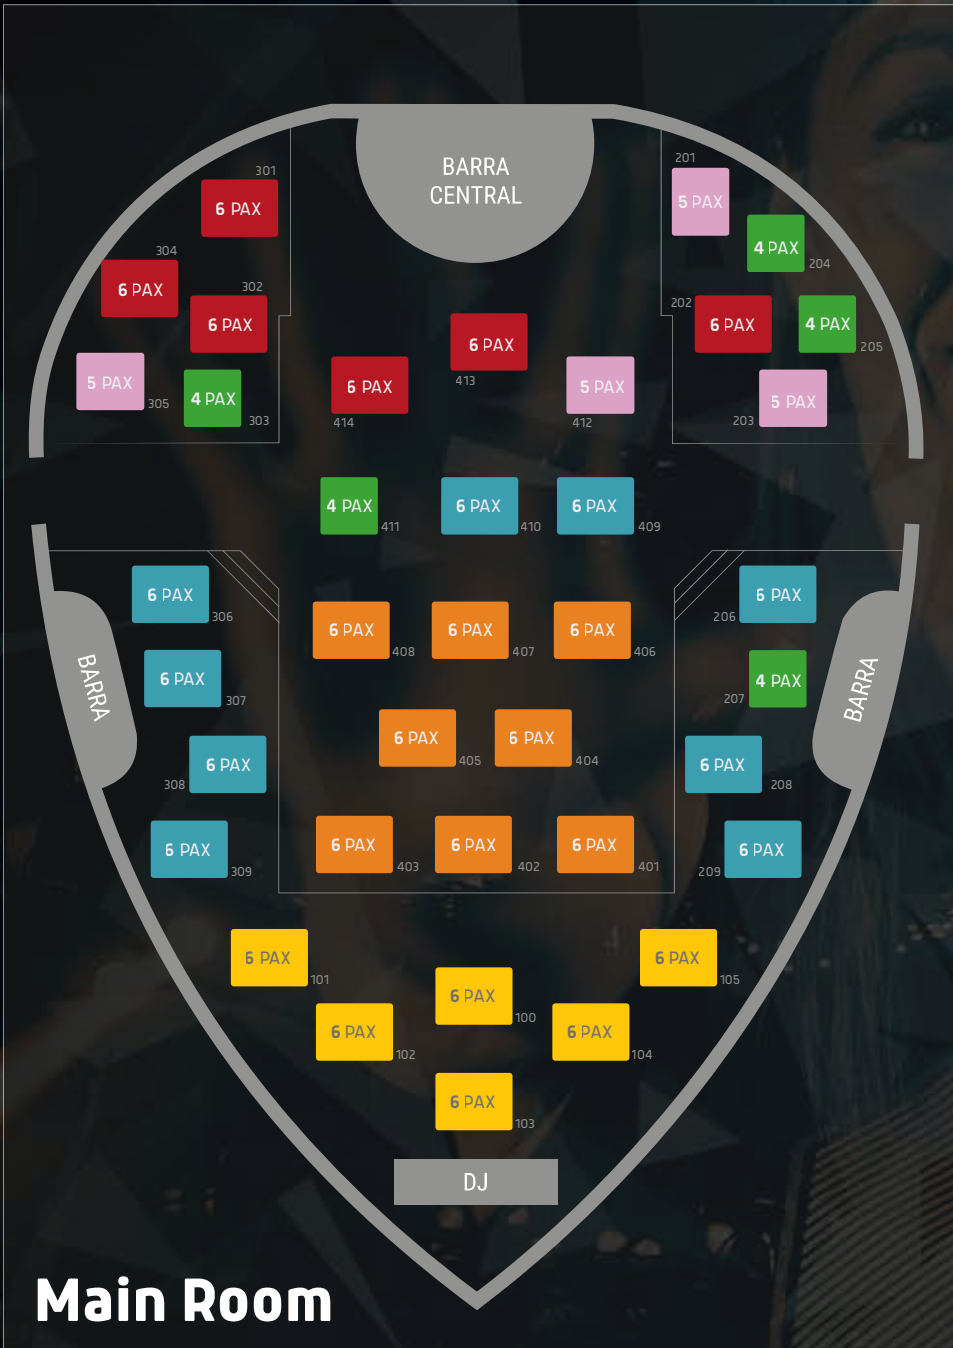 BARRA
CENTRAL
301
6 PAX
304
6 PAX
302
6 PAX
5 PAX
305
4 PAX
303
201
5 PAX
4 PAX
204
202
6 PAX
4 PAX
205
203
5 PAX
6 PAX
413
6 PAX
414
5 PAX
412
4 PAX
411
6 PAX
410
6 PAX
409
6 PAX
306
6 PAX
307
308
6 PAX
6 PAX
309
BARRA
6 PAX
408
6 PAX
407
6 PAX
406
6 PAX
405
6 PAX
404
6 PAX
403
6 PAX
402
6 PAX
401
206
6 PAX
207
4 PAX
6 PAX
208
209
6 PAX
BARRA
6 PAX
101
6 PAX
105
6 PAX
100
6 PAX
102
6 PAX
104
6 PAX
103
DJ
Main Room